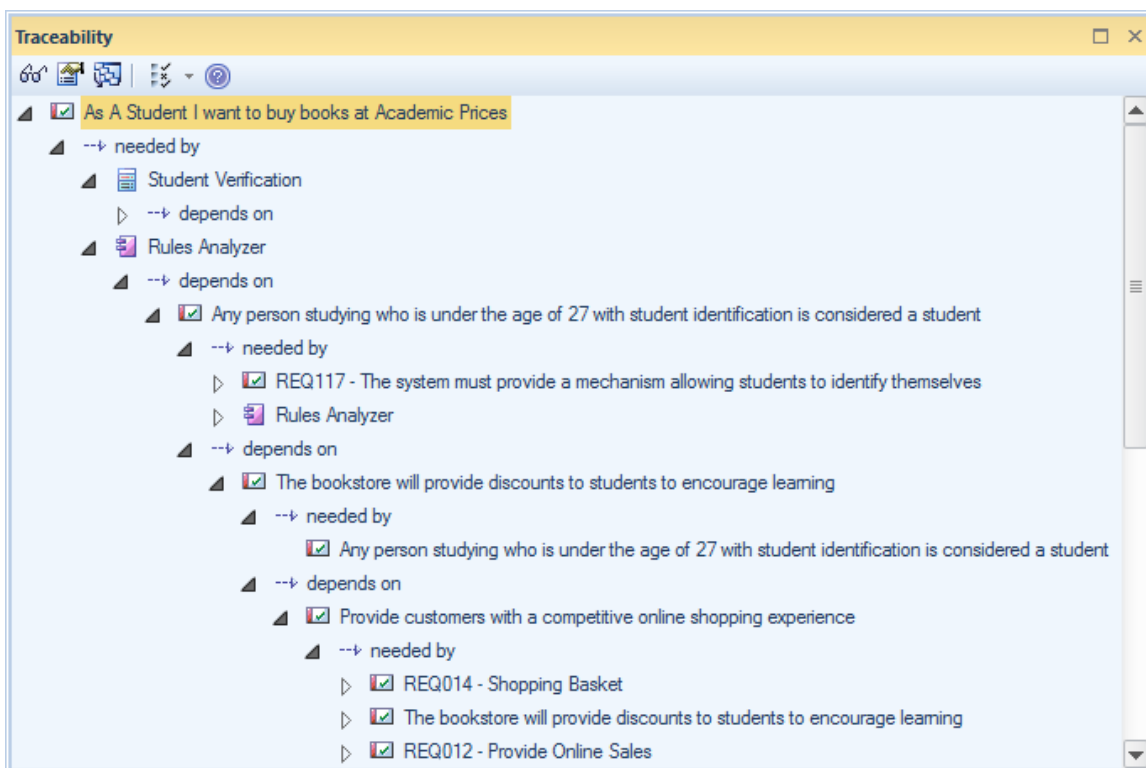 Traceability
As A Student I want to buy books at Academic Prices
needed by
Student Verification
depends on
Rules Analyzer
depends on
Any person studying who is under the age of 27 with student identification is considered a student
needed by
REQ117 - The system must provide a mechanism allowing students to identify themselves
Rules Analyzer
depends on
The bookstore will provide discounts to students to encourage learning
needed by
Any person studying who is under the age of 27 with student identification is considered a student
depends on
Provide customers with a competitive online shopping experience
needed by
REQ014 - Shopping Basket
The bookstore will provide discounts to students to encourage learning
REQ012 - Provide Online Sales